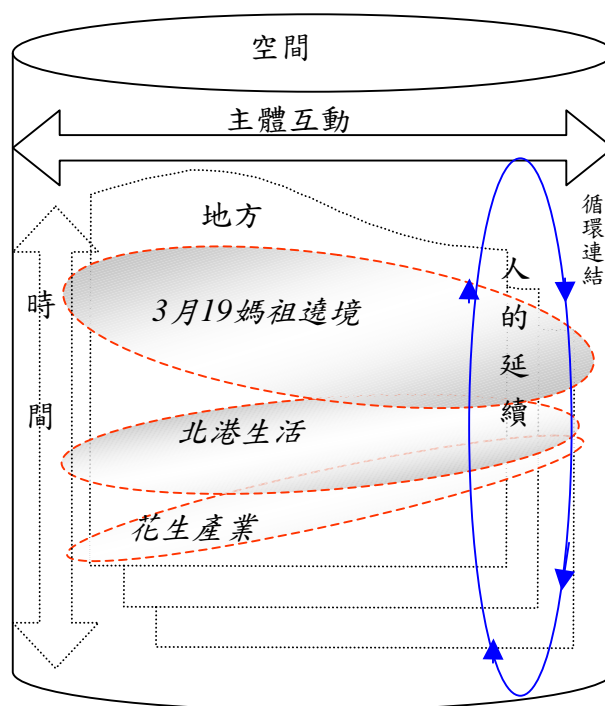 空間
主體互動
循環連結
地方
人的延續
時間
3月19媽祖遶境
北港生活
花生產業